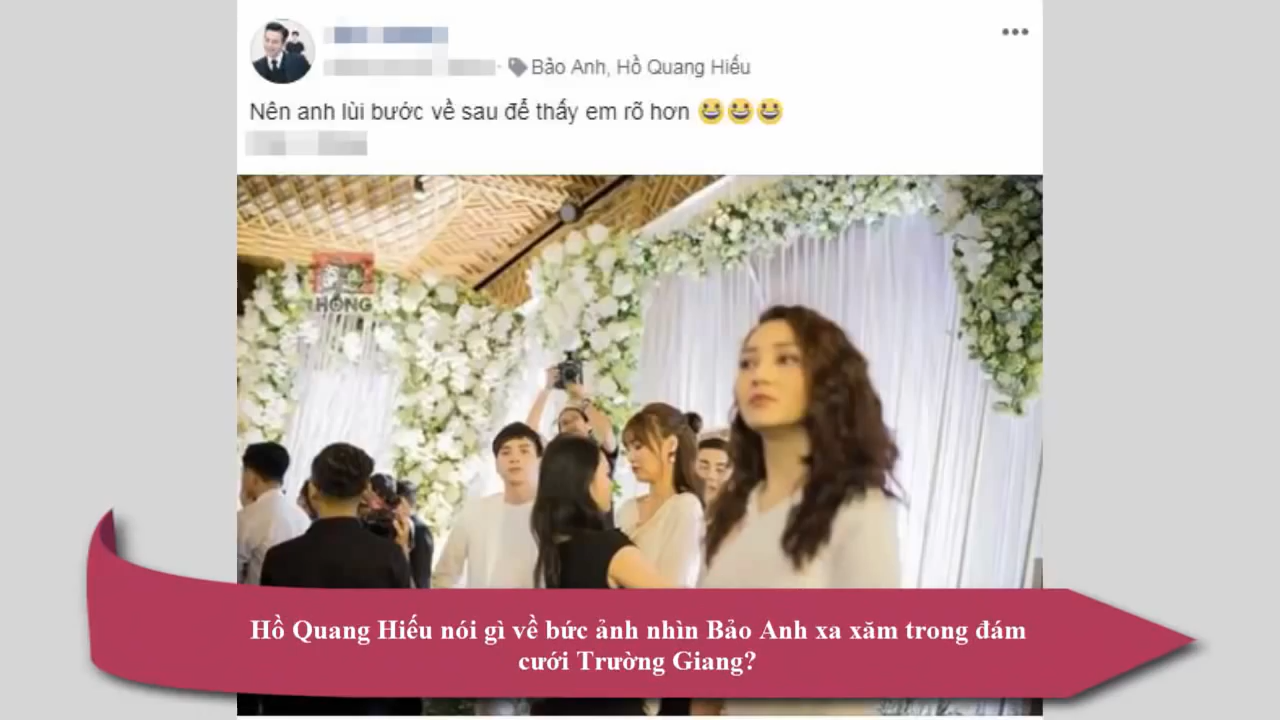 Bảo Anh, Hồ Quang Hiếu
Nên anh lùi bước về sau để thấy em rõ hơn 😆😆😆
HONG
Hồ Quang Hiếu nói gì về bức ảnh nhìn Bảo Anh xa xăm trong đám
cưới Trường Giang?